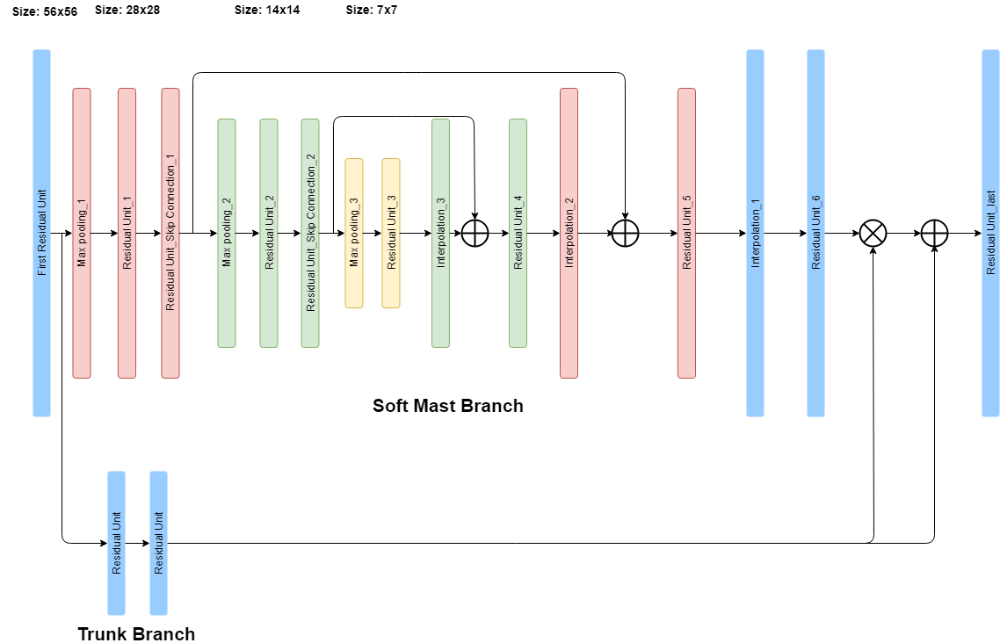 Size: 56x56
Size: 28x28
Size: 14x14
Size: 7x7
First Residual Unit
Max pooling_1
Residual Unit_1
Residual Unit_Skip Connection_1
Max pooling_2
Residual Unit_2
Residual Unit_Skip Connection_2
Max pooling_3
Residual Unit_3
Interpolation_3
Residual Unit_4
Interpolation_2
Residual Unit_5
Interpolation_1
Residual Unit_6
Residual Unit_last
Soft Mast Branch
Residual Unit
Residual Unit
Trunk Branch